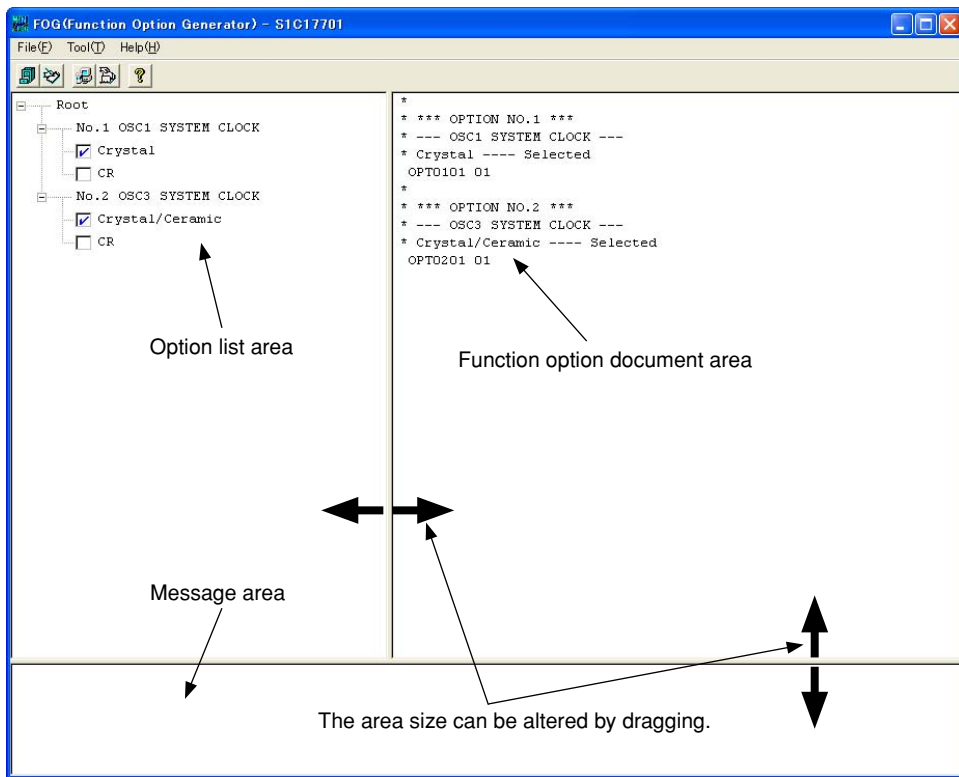 FOG(Function Option Generator) - S1C17701
File(F) Tool(T) Help(H)
Root
No.1 OSC1 SYSTEM CLOCK
Crystal
CR
No.2 OSC3 SYSTEM CLOCK
Crystal/Ceramic
CR
*
* *** OPTION NO.1 ***
* --- OSC1 SYSTEM CLOCK ---
* Crystal ---- Selected
OPT0101 01
*
* *** OPTION NO.2 ***
* --- OSC3 SYSTEM CLOCK ---
* Crystal/Ceramic ---- Selected
OPT0201 01
Option list area
Function option document area
Message area
The area size can be altered by dragging.